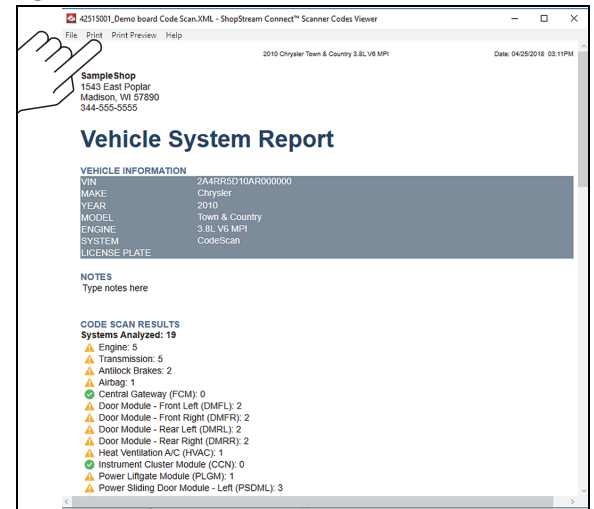 42515001_Demo board Code Scan.XML - ShopStream Connect™ Scanner Codes Viewer
File Print Print Preview Help
2010 Chrysler Town & Country 3.8L V6 MPI Date: 04/25/2018 03:11PM
SampleShop
1543 East Poplar
Madison, WI 57890
344-555-5555
Vehicle System Report
VEHICLE INFORMATION
VIN 2A4RR5D10AR000000
MAKE Chrysler
YEAR 2010
MODEL Town & Country
ENGINE 3.8L V6 MPI
SYSTEM CodeScan
LICENSE PLATE
NOTES
Type notes here
CODE SCAN RESULTS
Systems Analyzed: 19
Engine: 5
Transmission: 5
Antilock Brakes: 2
Airbag: 1
Central Gateway (FCM): 0
Door Module - Front Left (DMFL): 2
Door Module - Front Right (DMFR): 2
Door Module - Rear Left (DMRL): 2
Door Module - Rear Right (DMRR): 2
Heat Ventilation A/C (HVAC): 1
Instrument Cluster Module (CCN): 0
Power Liftgate Module (PLGM): 1
Power Sliding Door Module - Left (PSDML): 3